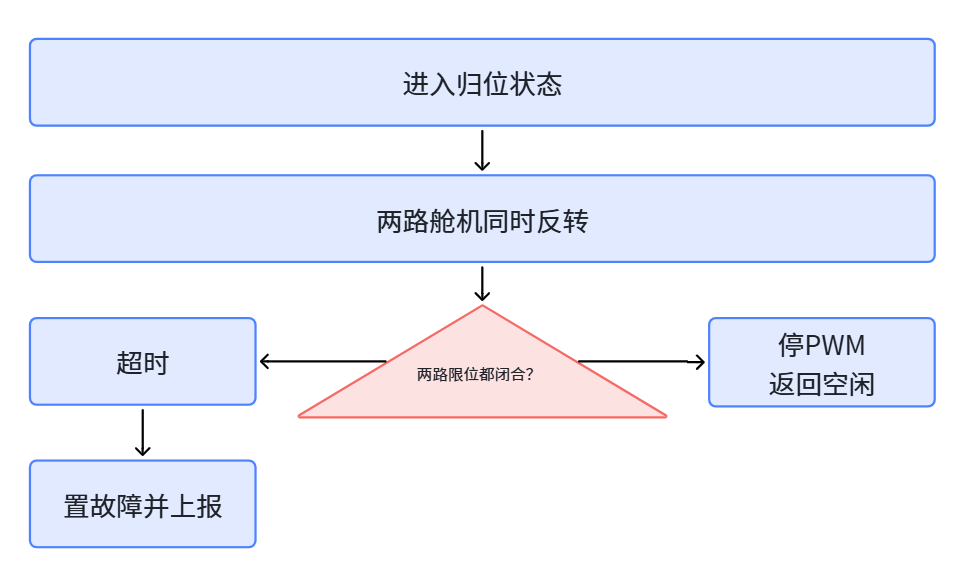 进入归位状态
两路舱机同时反转
超时
两路限位都闭合？
停PWM
返回空闲
置故障并上报